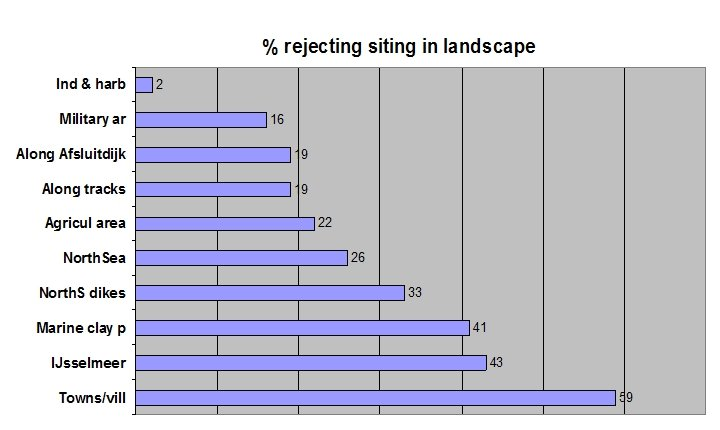 % rejecting siting in landscape
Ind & harb 2
Military ar 16
Along Afsluitdijk 19
Along tracks 19
Agricul area 22
NorthSea 26
NorthS dikes 33
Marine clay p 41
IJsselmeer 43
Towns/vill 59